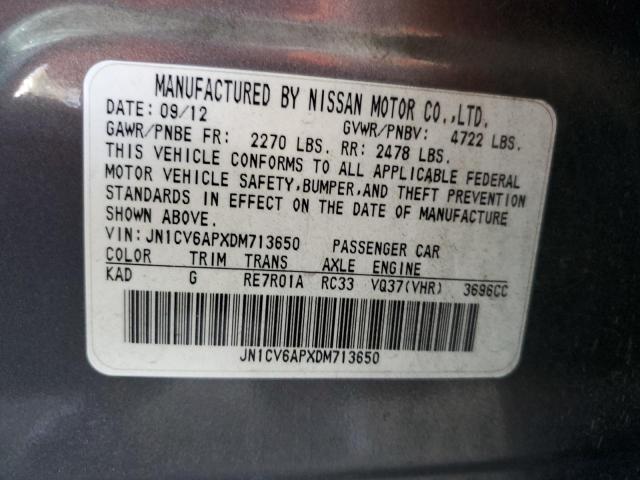 MANUFACTURED BY NISSAN MOTOR CO.,LTD.
DATE: 09/12 GVWR/PNBV: 4722 LBS.
GAWR/PNBE FR: 2270 LBS. RR: 2478 LBS.
THIS VEHICLE CONFORMS TO ALL APPLICABLE FEDERAL
MOTOR VEHICLE SAFETY,BUMPER,AND THEFT PREVENTION
STANDARDS IN EFFECT ON THE DATE OF MANUFACTURE
SHOWN ABOVE.
VIN: JN1CV6APXDM713650 PASSENGER CAR
COLOR TRIM TRANS AXLE ENGINE
KAD G RE7R01A RC33 VQ37(VHR) 3696CC
JN1CV6APXDM713650